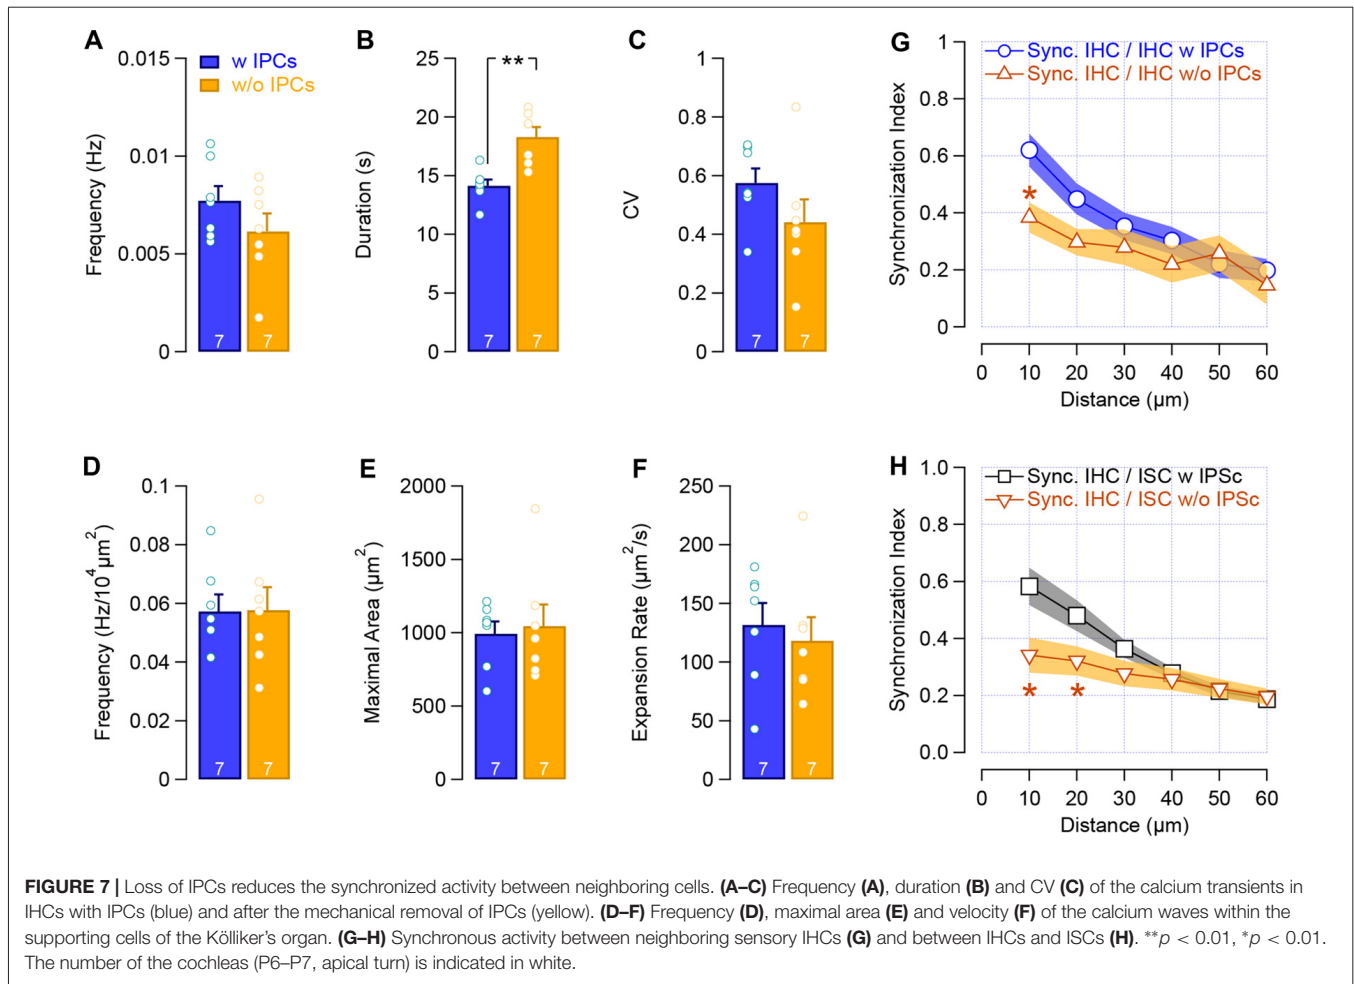 A
0.015
0.01
0.005
0
Frequency (Hz)
w IPCs
w/o IPCs
7
7
B
25
20
15
10
5
0
Duration (s)
**
7
7
C
1
0.8
0.6
0.4
0.2
0
CV
7
7
G
1
0.8
0.6
0.4
0.2
0
Synchronization Index
Sync. IHC / IHC w IPCs
Sync. IHC / IHC w/o IPCs
*
0 10 20 30 40 50 60
Distance (µm)
D
0.1
0.08
0.06
0.04
0.02
0
Frequency (Hz/10⁴µm²)
7
7
E
2000
1500
1000
500
0
Maximal Area (µm²)
7
7
F
250
200
150
100
50
0
Expansion Rate (µm²/s)
7
7
H
1.0
0.8
0.6
0.4
0.2
0.0
Synchronization Index
Sync. IHC / ISC w IPSc
Sync. IHC / ISC w/o IPSc
* *
0 10 20 30 40 50 60
Distance (µm)
FIGURE 7 | Loss of IPCs reduces the synchronized activity between neighboring cells. (A–C) Frequency (A), duration (B) and CV (C) of the calcium transients in
IHCs with IPCs (blue) and after the mechanical removal of IPCs (yellow). (D–F) Frequency (D), maximal area (E) and velocity (F) of the calcium waves within the
supporting cells of the Kölliker's organ. (G–H) Synchronous activity between neighboring sensory IHCs (G) and between IHCs and ISCs (H). **p < 0.01, *p < 0.01.
The number of the cochleas (P6–P7, apical turn) is indicated in white.